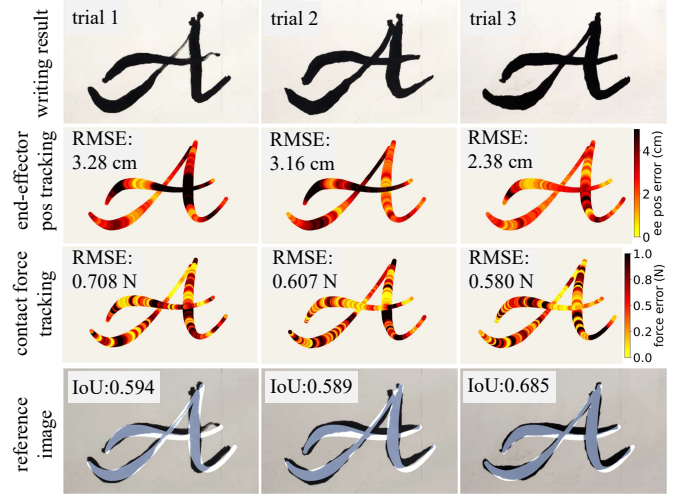 writing result
trial 1
trial 2
trial 3
A
A
A
end-effector
pos tracking
RMSE:
3.28 cm
RMSE:
3.16 cm
RMSE:
2.38 cm
4
2
0
ee pos error (cm)
contact force
tracking
RMSE:
0.708 N
RMSE:
0.607 N
RMSE:
0.580 N
1.0
0.8
0.6
0.4
0.2
0.0
force error (N)
reference
image
IoU:0.594
IoU:0.589
IoU:0.685